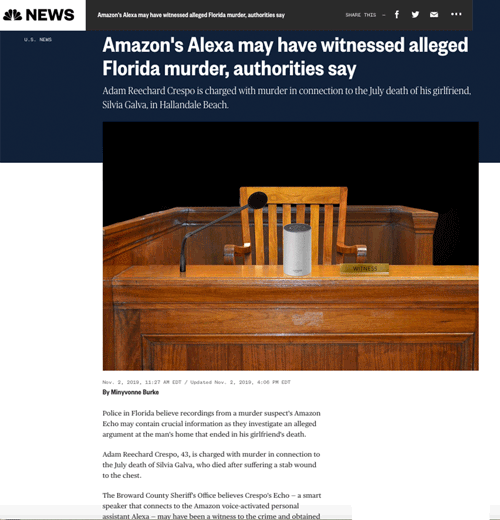 NEWS
Amazon's Alexa may have witnessed alleged Florida murder, authorities say
SHARE THIS —
U.S. NEWS
Amazon's Alexa may have witnessed alleged
Florida murder, authorities say
Adam Reechard Crespo is charged with murder in connection to the July death of his girlfriend,
Silvia Galva, in Hallandale Beach.
WITNESS
Nov. 2, 2019, 11:27 AM EDT / Updated Nov. 2, 2019, 4:06 PM EDT
By Minyvonne Burke
Police in Florida believe recordings from a murder suspect's Amazon
Echo may contain crucial information as they investigate an alleged
argument at the man's home that ended in his girlfriend's death.
Adam Reechard Crespo, 43, is charged with murder in connection to
the July death of Silvia Galva, who died after suffering a stab wound
to the chest.
The Broward County Sheriff's Office believes Crespo's Echo — a smart
speaker that connects to the Amazon voice-activated personal
assistant Alexa — may have been a witness to the crime and obtained